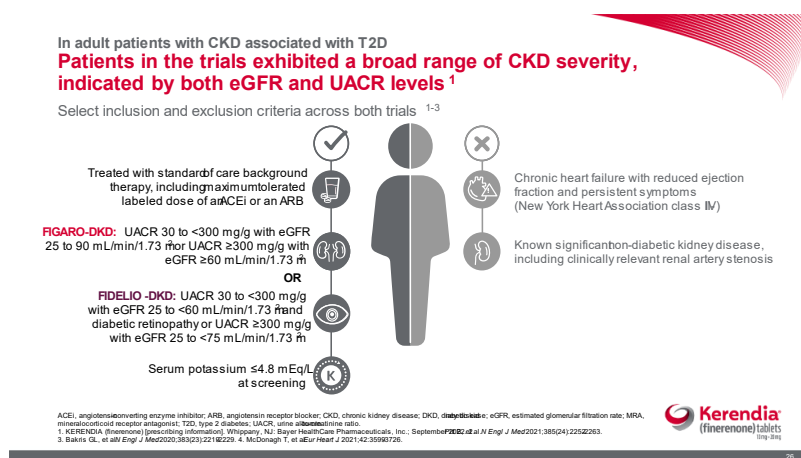 In adult patients with CKD associated with T2D
Patients in the trials exhibited a broad range of CKD severity,
indicated by both eGFR and UACR levels 1
Select inclusion and exclusion criteria across both trials 1-3
Treated with standard of care background
therapy, including maximum tolerated
labeled dose of an ACEi or an ARB
FIGARO-DKD: UACR 30 to <300 mg/g with eGFR
25 to 90 mL/min/1.73 m2 or UACR ≥300 mg/g with
eGFR ≥60 mL/min/1.73 m2
OR
FIDELIO-DKD: UACR 30 to <300 mg/g
with eGFR 25 to <60 mL/min/1.73 m2 and
diabetic retinopathy or UACR ≥300 mg/g
with eGFR 25 to <75 mL/min/1.73 m2
Serum potassium ≤4.8 mEq/L
at screening
K
Chronic heart failure with reduced ejection
fraction and persistent symptoms
(New York Heart Association class II-IV)
Known significant non-diabetic kidney disease,
including clinically relevant renal artery stenosis
ACEi, angiotensin-converting enzyme inhibitor; ARB, angiotensin receptor blocker; CKD, chronic kidney disease; DKD, diabetic kidney disease; eGFR, estimated glomerular filtration rate; MRA,
mineralocorticoid receptor antagonist; T2D, type 2 diabetes; UACR, urine albumin-to-creatinine ratio.
1. KERENDIA (finerenone) [prescribing information]. Whippany, NJ: Bayer HealthCare Pharmaceuticals, Inc.; September 2022. 2. et al. N Engl J Med 2021;385(24):2252-2263.
3. Bakris GL, et al. N Engl J Med 2020;383(23):2219-2229. 4. McDonagh T, et al. Eur Heart J 2021;42:3599-3726.
Kerendia
(finerenone) tablets
10mg • 20mg
26